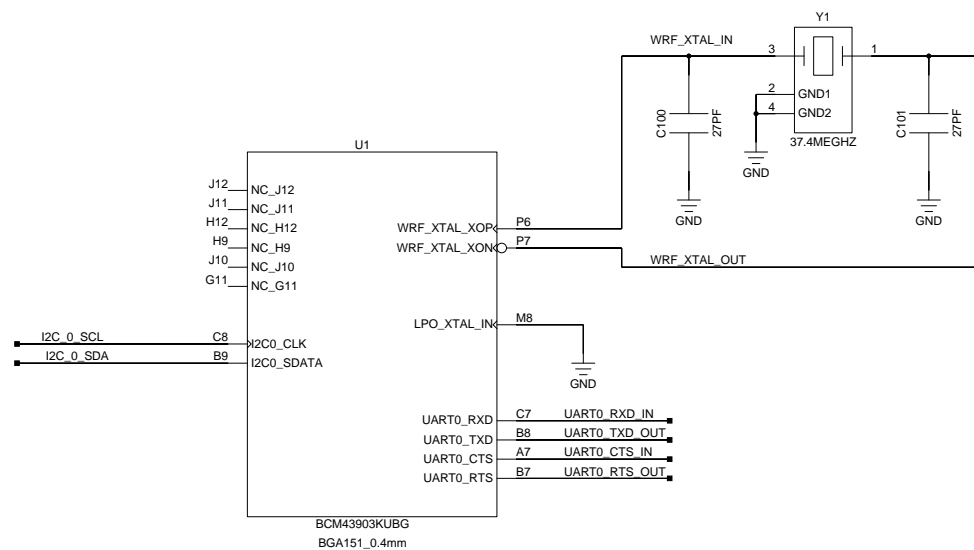 Y1
WRF_XTAL_IN
3
1
2
GND1
4
GND2
C100
27PF
C101
27PF
37.4MEGHZ
GND
GND
GND
U1
J12
NC_J12
J11
NC_J11
H12
NC_H12
H9
NC_H9
J10
NC_J10
G11
NC_G11
WRF_XTAL_XOP
P6
WRF_XTAL_XON
P7
WRF_XTAL_OUT
LPO_XTAL_IN
M8
GND
I2C_0_SCL
C8
I2C0_CLK
I2C_0_SDA
B9
I2C0_SDATA
UART0_RXD
C7
UART0_RXD_IN
UART0_TXD
B8
UART0_TXD_OUT
UART0_CTS
A7
UART0_CTS_IN
UART0_RTS
B7
UART0_RTS_OUT
BCM43903KUBG
BGA151_0.4mm